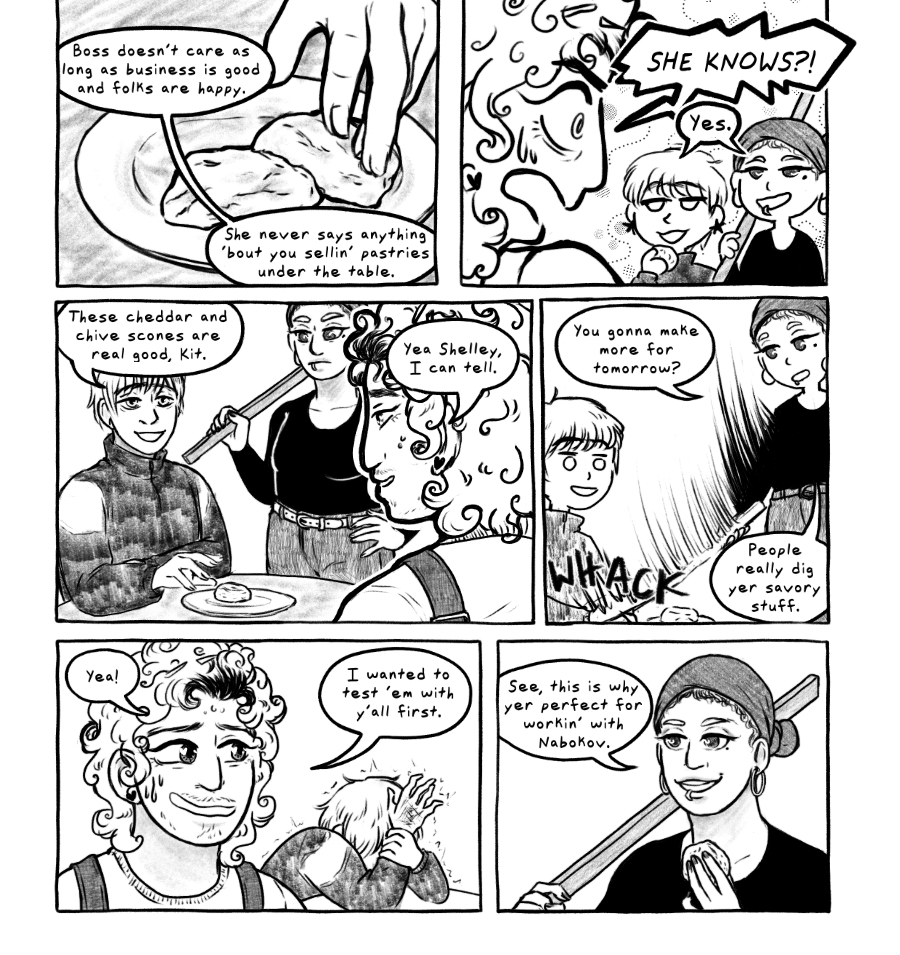 Boss doesn't care as
long as business is good
and folks are happy.
She never says anything
'bout you sellin' pastries
under the table.
SHE KNOWS?!
Yes.
These cheddar and
chive scones are
real good, Kit.
Yea Shelley,
I can tell.
You gonna make
more for
tomorrow?
WHACK
People
really dig
yer savory
stuff.
Yea!
I wanted to
test 'em with
y'all first.
See, this is why
yer perfect for
workin' with
Nabokov.